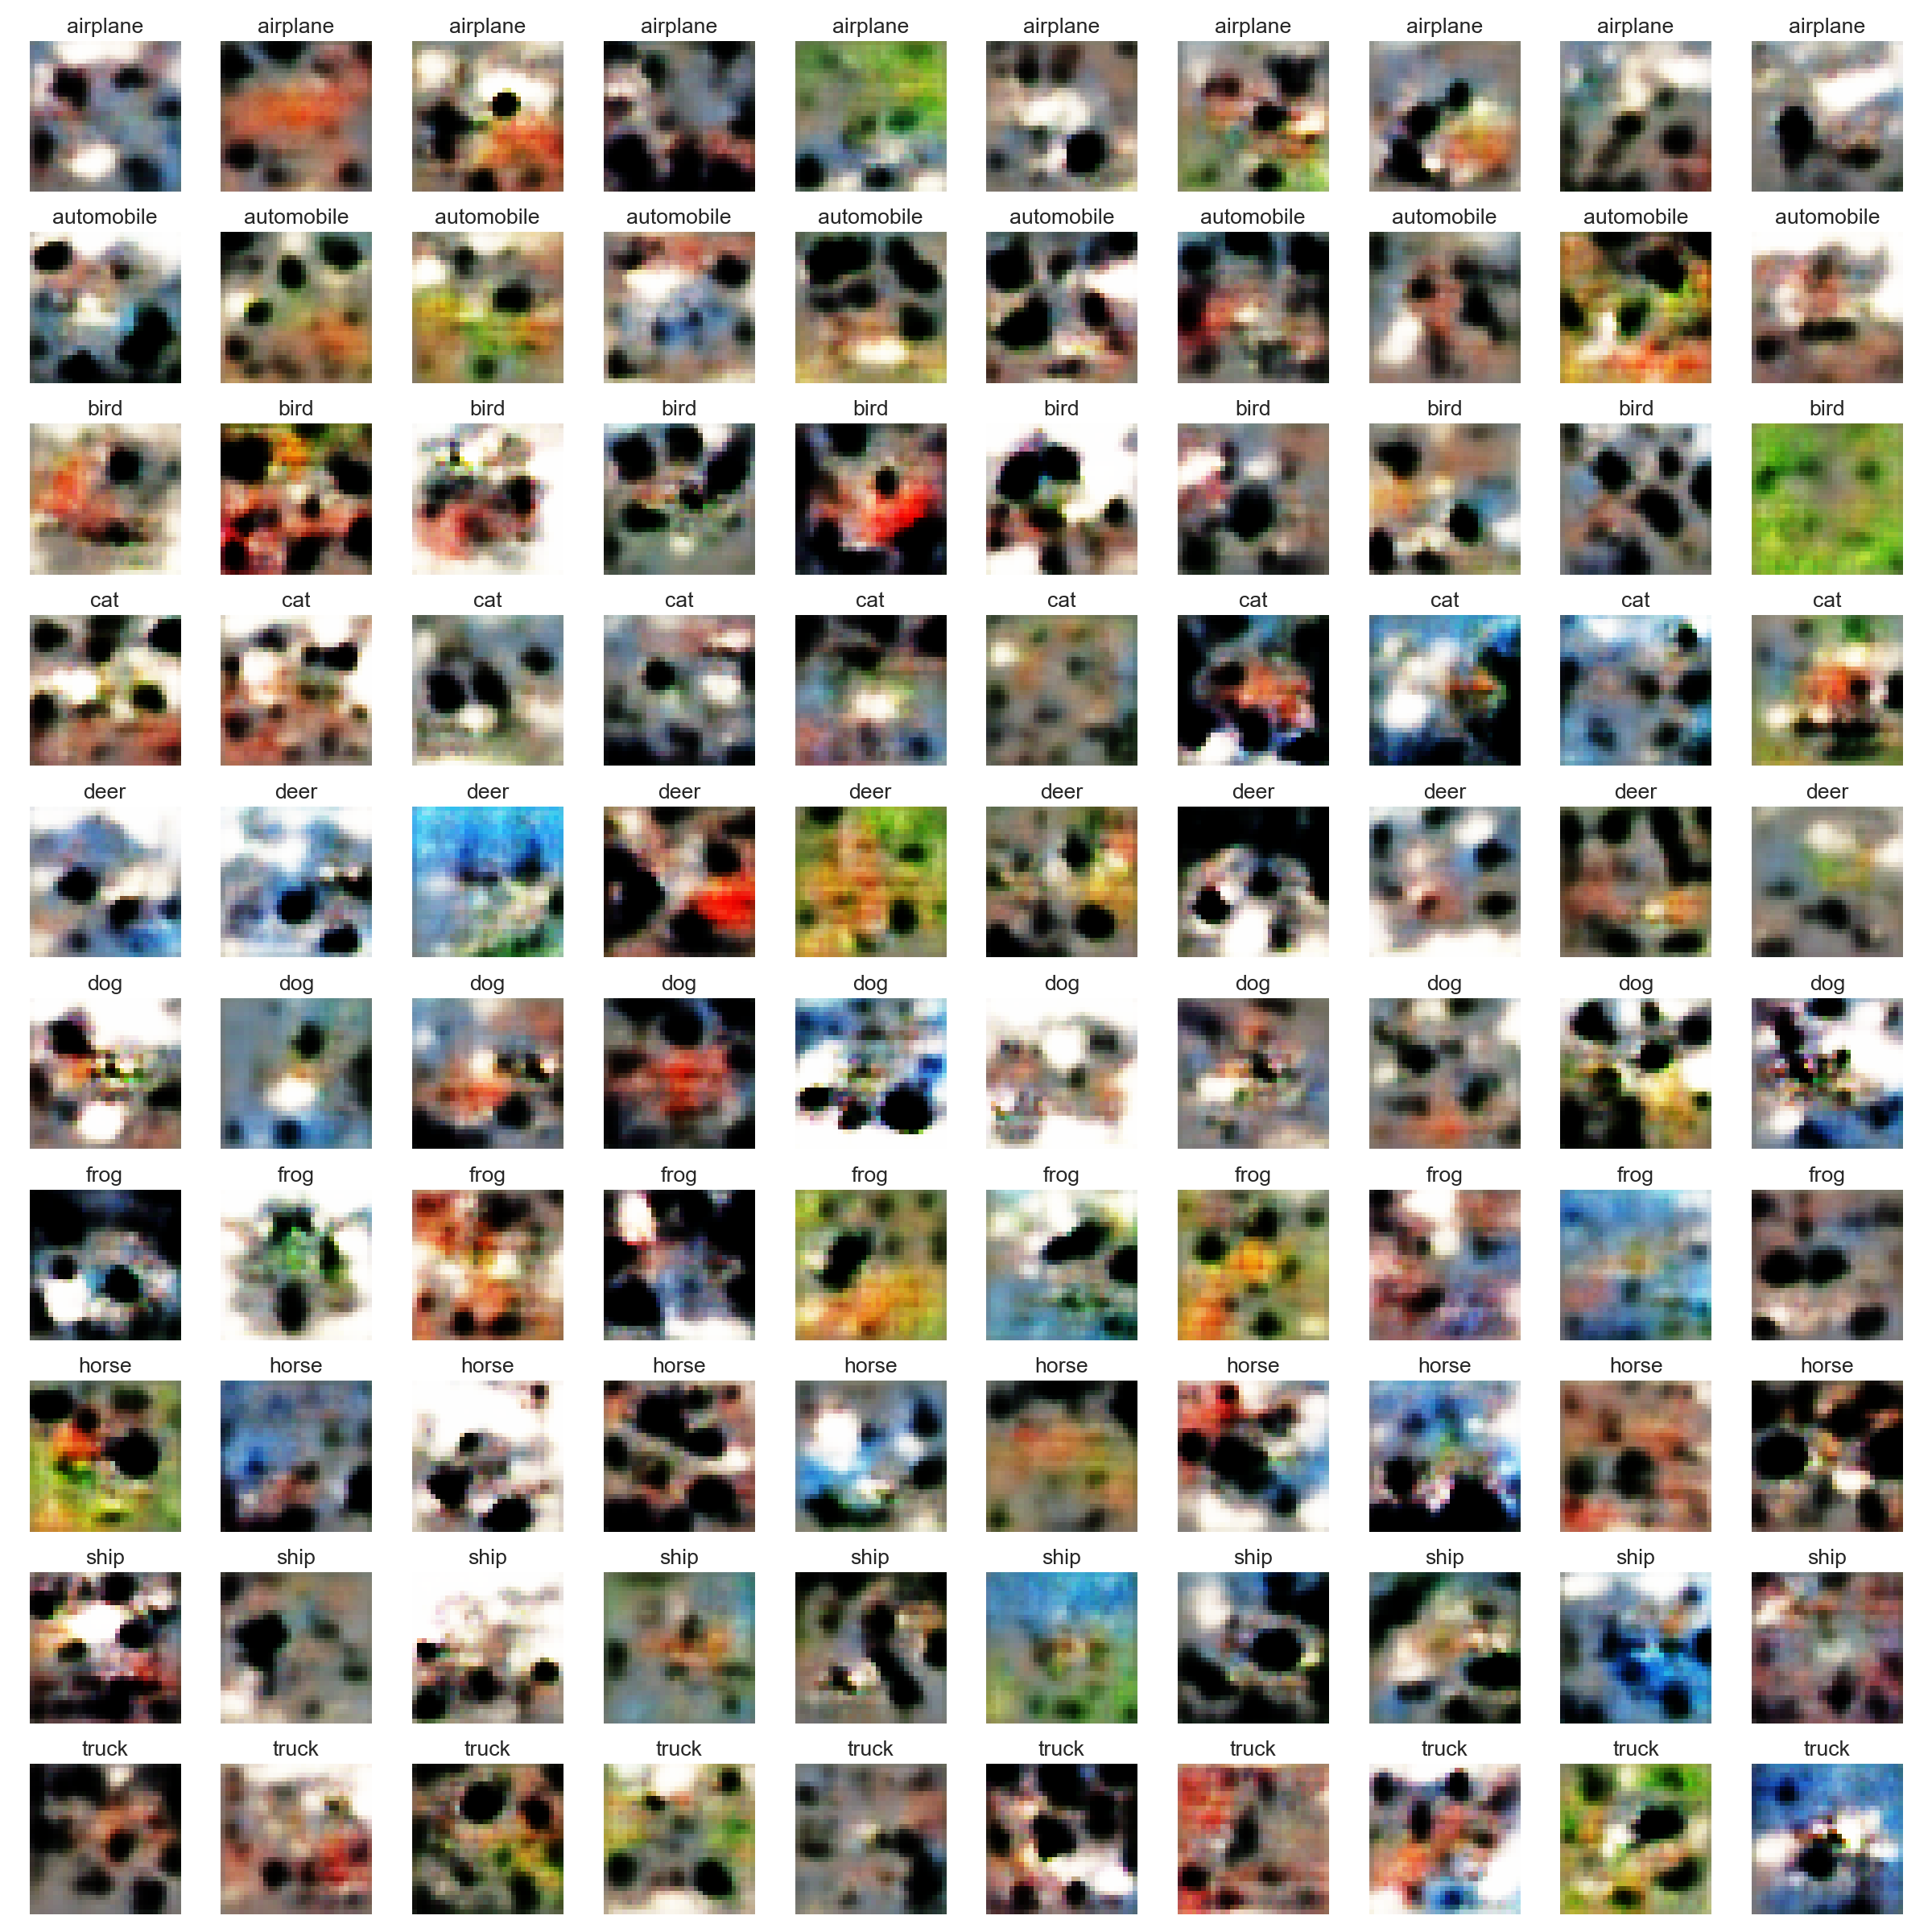 airplane airplane airplane airplane airplane airplane airplane airplane airplane airplane
automobile automobile automobile automobile automobile automobile automobile automobile automobile automobile
bird bird bird bird bird bird bird bird bird bird
cat cat cat cat cat cat cat cat cat cat
deer deer deer deer deer deer deer deer deer deer
dog dog dog dog dog dog dog dog dog dog
frog frog frog frog frog frog frog frog frog frog
horse horse horse horse horse horse horse horse horse horse
ship ship ship ship ship ship ship ship ship ship
truck truck truck truck truck truck truck truck truck truck